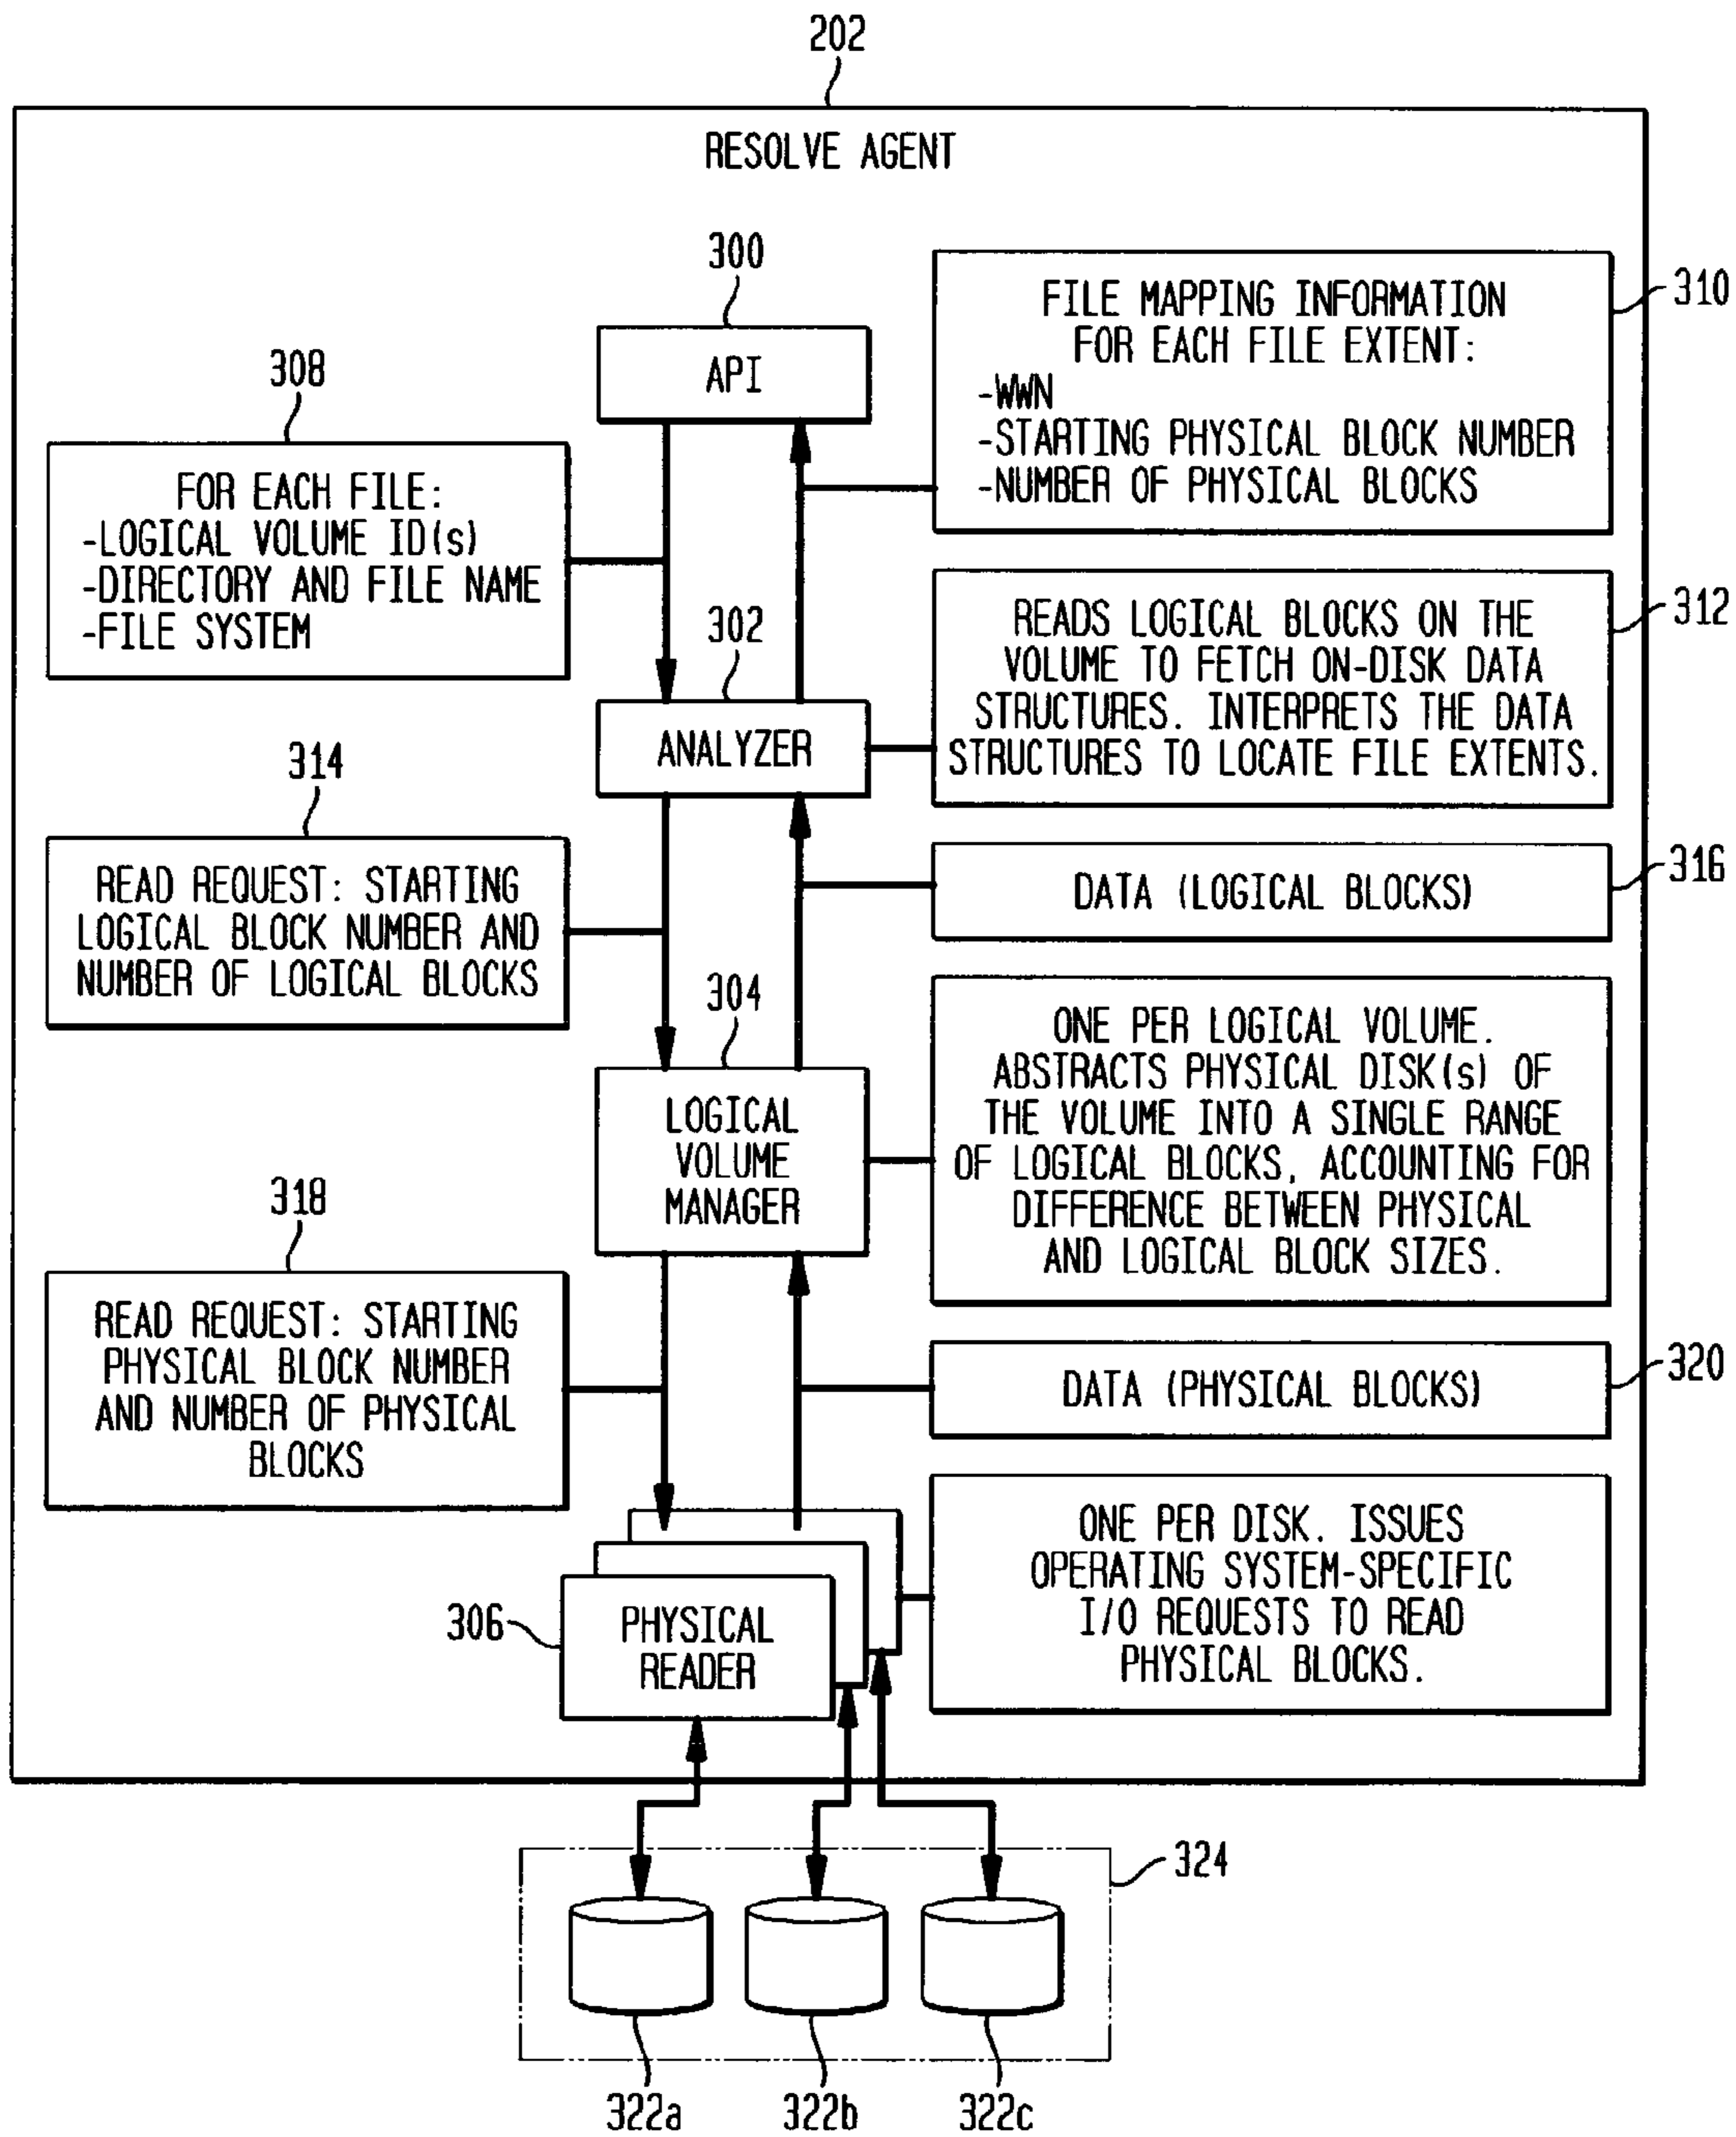 202
RESOLVE AGENT
300
API
310
FILE MAPPING INFORMATION
FOR EACH FILE EXTENT:
-WWN
-STARTING PHYSICAL BLOCK NUMBER
-NUMBER OF PHYSICAL BLOCKS
308
FOR EACH FILE:
-LOGICAL VOLUME ID(s)
-DIRECTORY AND FILE NAME
-FILE SYSTEM
302
ANALYZER
312
READS LOGICAL BLOCKS ON THE
VOLUME TO FETCH ON-DISK DATA
STRUCTURES. INTERPRETS THE DATA
STRUCTURES TO LOCATE FILE EXTENTS.
314
READ REQUEST: STARTING
LOGICAL BLOCK NUMBER AND
NUMBER OF LOGICAL BLOCKS
316
DATA (LOGICAL BLOCKS)
304
LOGICAL
VOLUME
MANAGER
ONE PER LOGICAL VOLUME.
ABSTRACTS PHYSICAL DISK(s) OF
THE VOLUME INTO A SINGLE RANGE
OF LOGICAL BLOCKS, ACCOUNTING FOR
DIFFERENCE BETWEEN PHYSICAL
AND LOGICAL BLOCK SIZES.
318
READ REQUEST: STARTING
PHYSICAL BLOCK NUMBER
AND NUMBER OF PHYSICAL
BLOCKS
320
DATA (PHYSICAL BLOCKS)
306
PHYSICAL
READER
ONE PER DISK. ISSUES
OPERATING SYSTEM-SPECIFIC
I/O REQUESTS TO READ
PHYSICAL BLOCKS.
324
322a
322b
322c